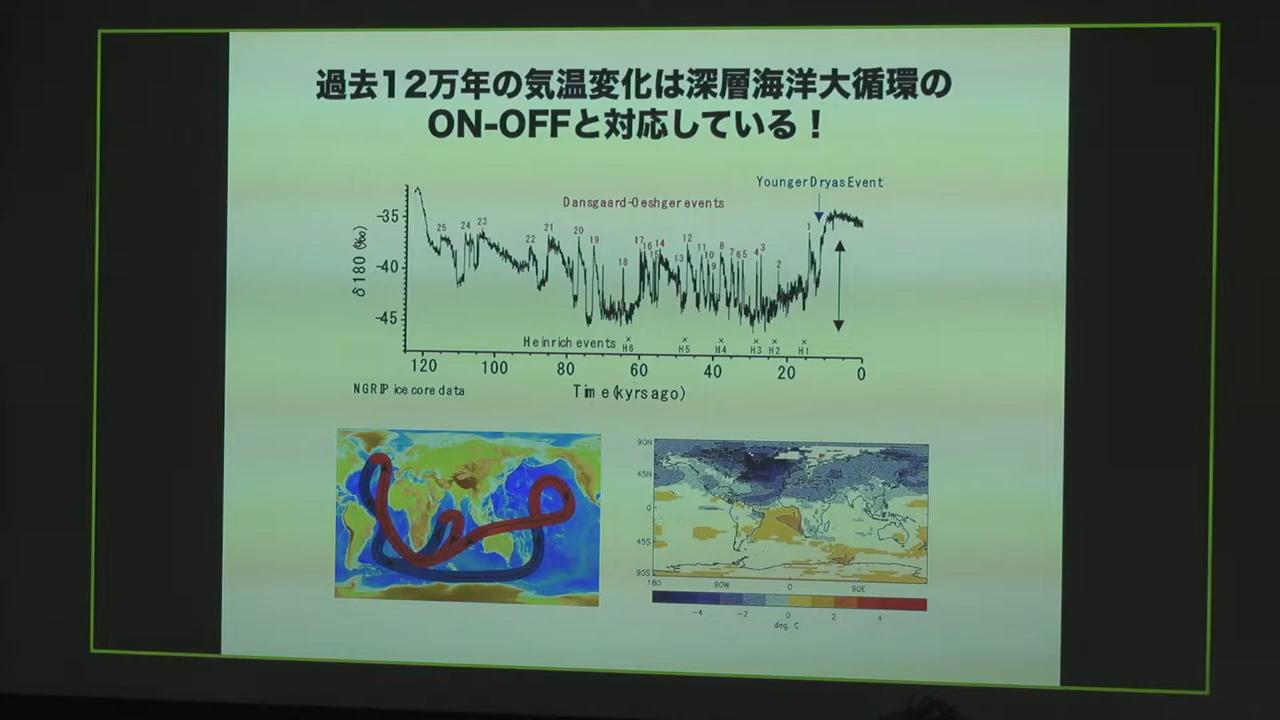 過去12万年の気温変化は深層海洋大循環の
ON-OFFと対応している！
Younger Dryas Event
Dansgaard-Oeshger events
δ18O (‰)
-35
-40
-45
25
24
23
22
21
20
19
18
17
16
15
14
13
12
11
10
9
8
7
6
5
4
3
2
1
Heinrich events
H6
H5
H4
H3
H2
H1
120
100
80
60
40
20
0
NGRIP ice core data
Time (kyrs ago)
90N
45N
0
45S
90S
180
90W
0
90E
-4
-2
0
2
4
deg. C